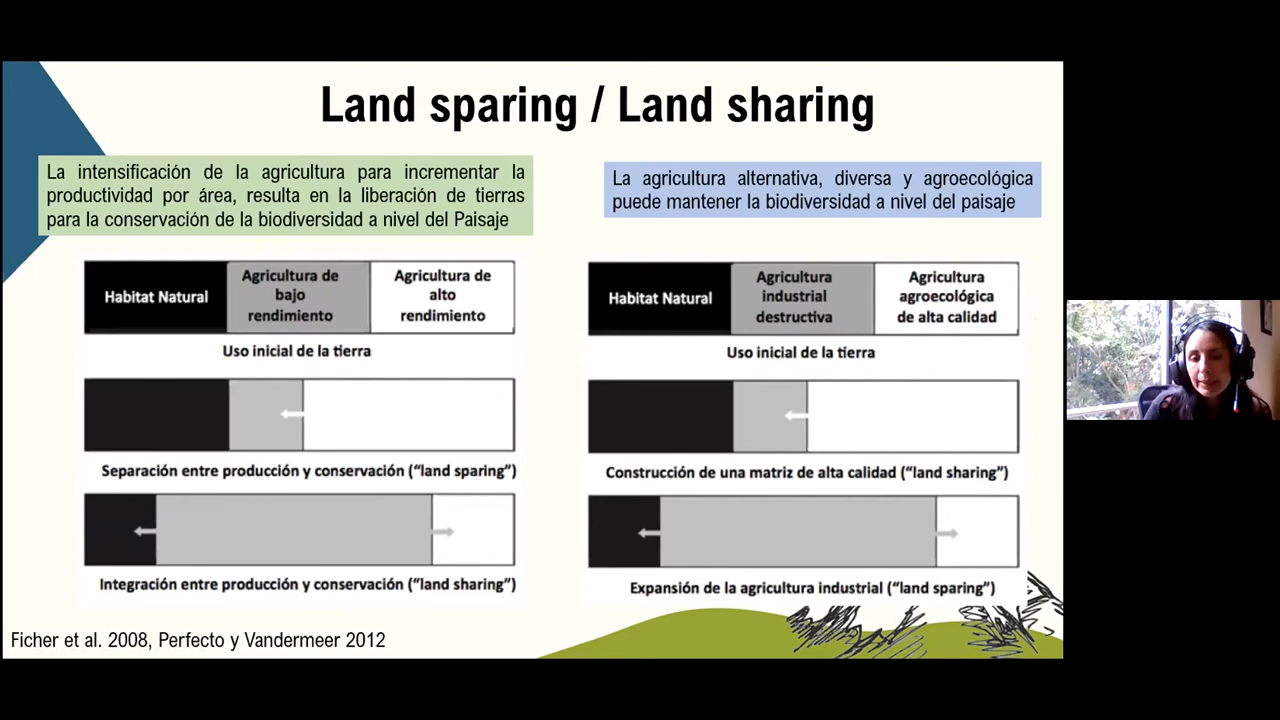 Land sparing / Land sharing
La intensificación de la agricultura para incrementar la
productividad por área, resulta en la liberación de tierras
para la conservación de la biodiversidad a nivel del Paisaje
La agricultura alternativa, diversa y agroecológica
puede mantener la biodiversidad a nivel del paisaje
Habitat Natural
Agricultura de
bajo
rendimiento
Agricultura de
alto
rendimiento
Uso inicial de la tierra
Separación entre producción y conservación (“land sparing”)
Integración entre producción y conservación (“land sharing”)
Habitat Natural
Agricultura
industrial
destructiva
Agricultura
agroecológica
de alta calidad
Uso inicial de la tierra
Construcción de una matriz de alta calidad (“land sharing”)
Expansión de la agricultura industrial (“land sparing”)
Ficher et al. 2008, Perfecto y Vandermeer 2012